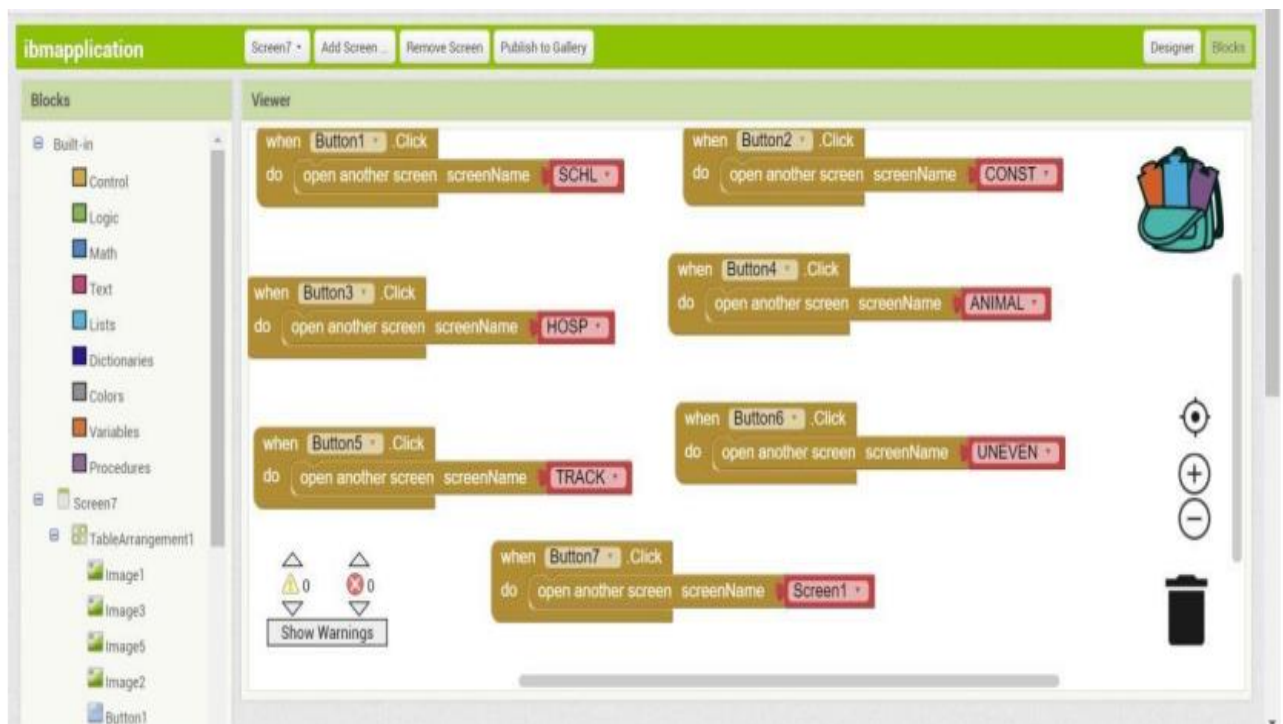 ibmapplication
Screen7
Add Screen ...
Remove Screen
Publish to Gallery
Designer
Blocks
Blocks
Viewer
Built-in
Control
Logic
Math
Text
Lists
Dictionaries
Colors
Variables
Procedures
Screen7
TableArrangement1
Image1
Image3
Image5
Image2
Button1
when Button1 .Click
do open another screen screenName SCHL
when Button2 .Click
do open another screen screenName CONST
when Button3 .Click
do open another screen screenName HOSP
when Button4 .Click
do open another screen screenName ANIMAL
when Button5 .Click
do open another screen screenName TRACK
when Button6 .Click
do open another screen screenName UNEVEN
when Button7 .Click
do open another screen screenName Screen1
0 0
Show Warnings